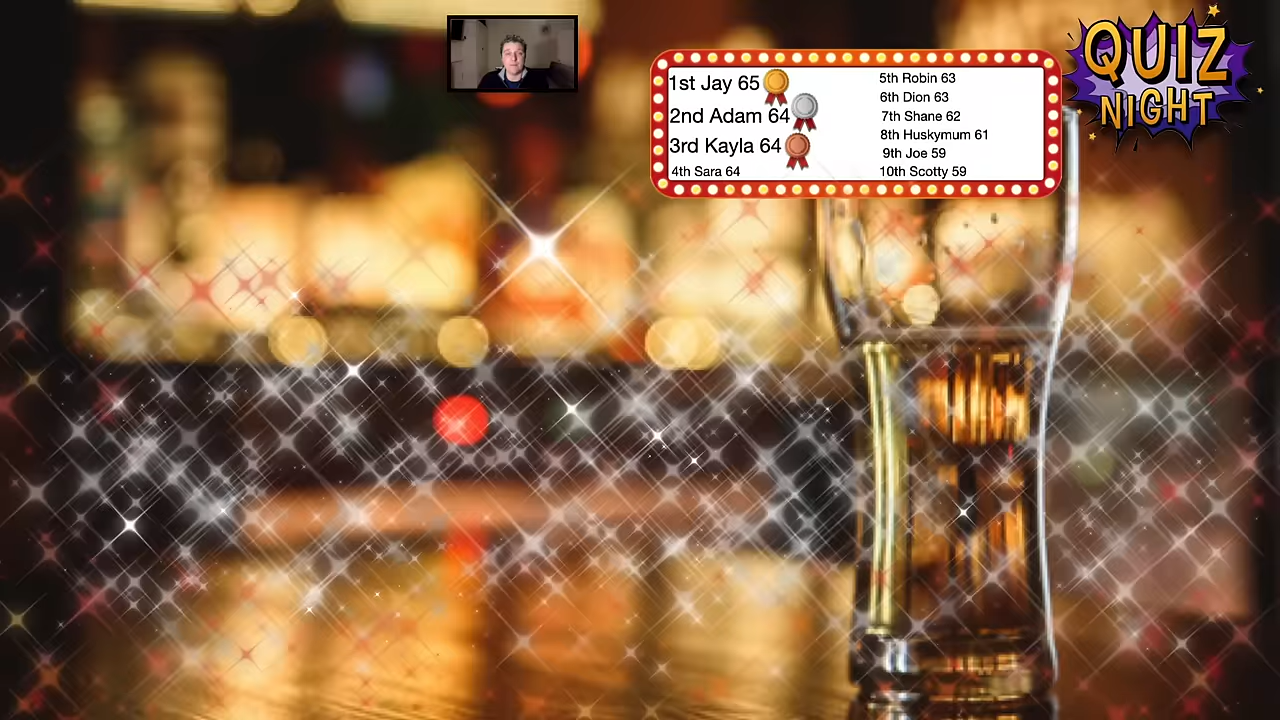 QUIZ
NIGHT
1st Jay 65
2nd Adam 64
3rd Kayla 64
4th Sara 64
5th Robin 63
6th Dion 63
7th Shane 62
8th Huskymum 61
9th Joe 59
10th Scotty 59